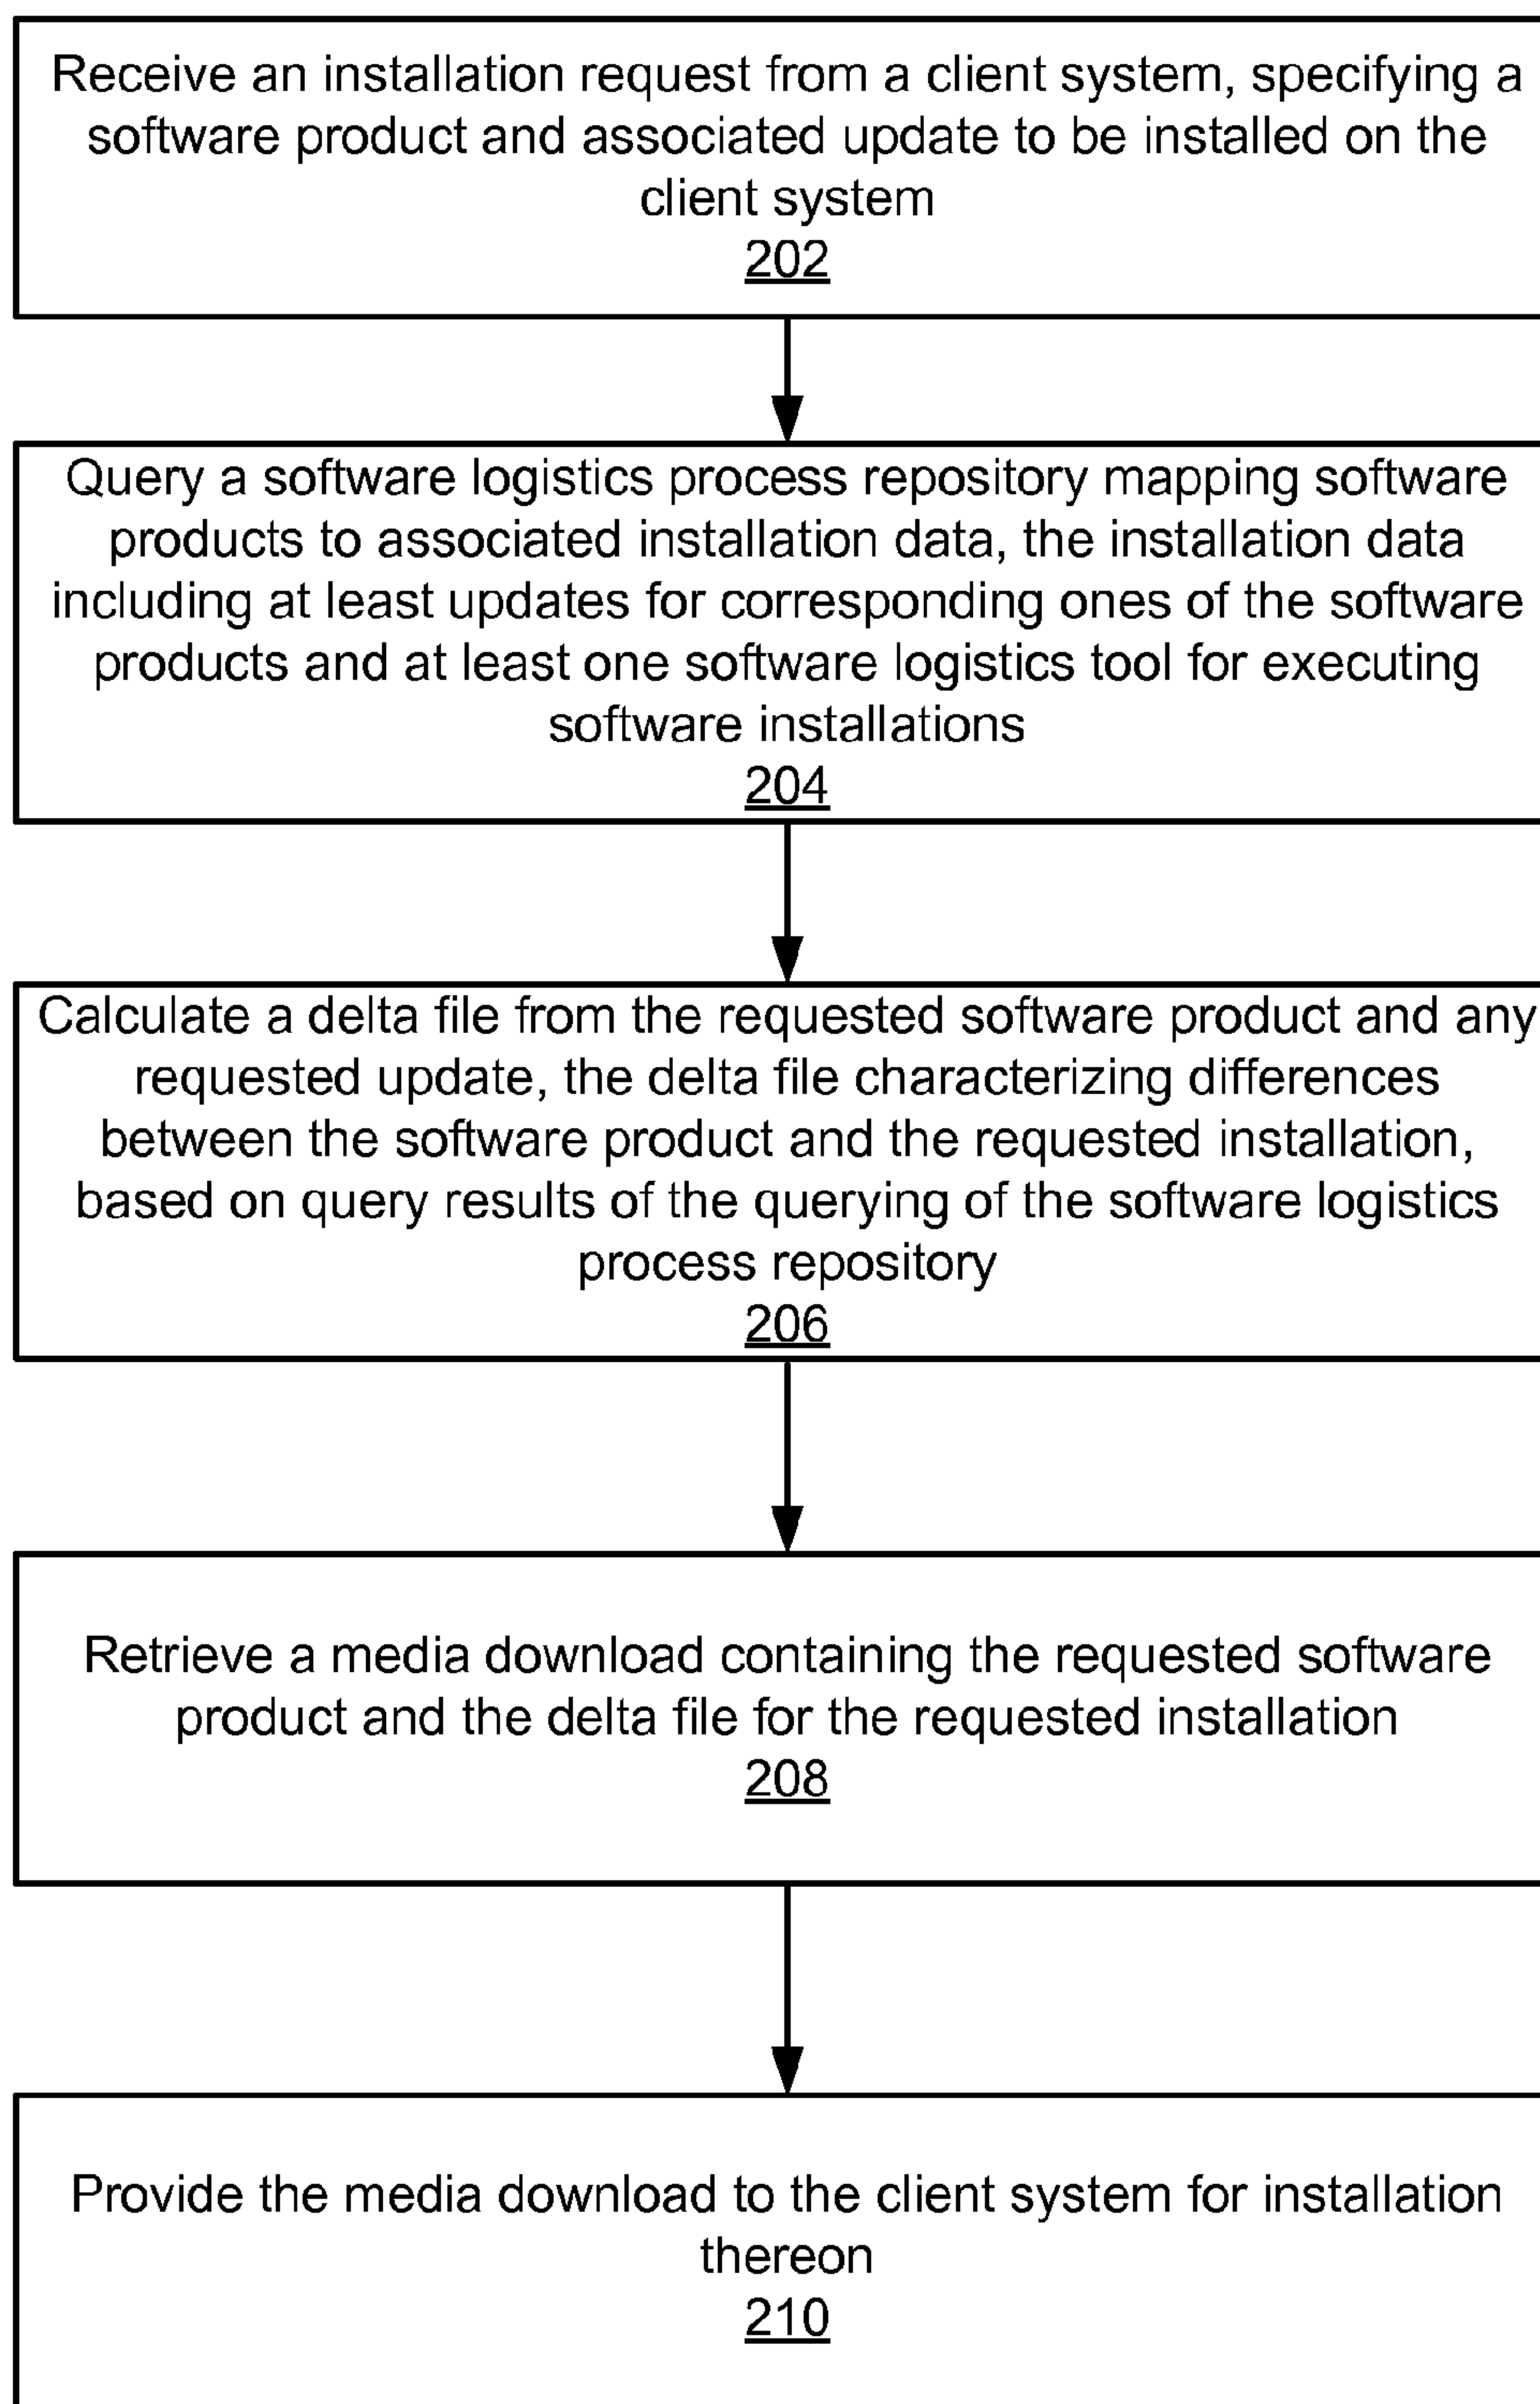 Receive an installation request from a client system, specifying a
software product and associated update to be installed on the
client system
202
Query a software logistics process repository mapping software
products to associated installation data, the installation data
including at least updates for corresponding ones of the software
products and at least one software logistics tool for executing
software installations
204
Calculate a delta file from the requested software product and any
requested update, the delta file characterizing differences
between the software product and the requested installation,
based on query results of the querying of the software logistics
process repository
206
Retrieve a media download containing the requested software
product and the delta file for the requested installation
208
Provide the media download to the client system for installation
thereon
210